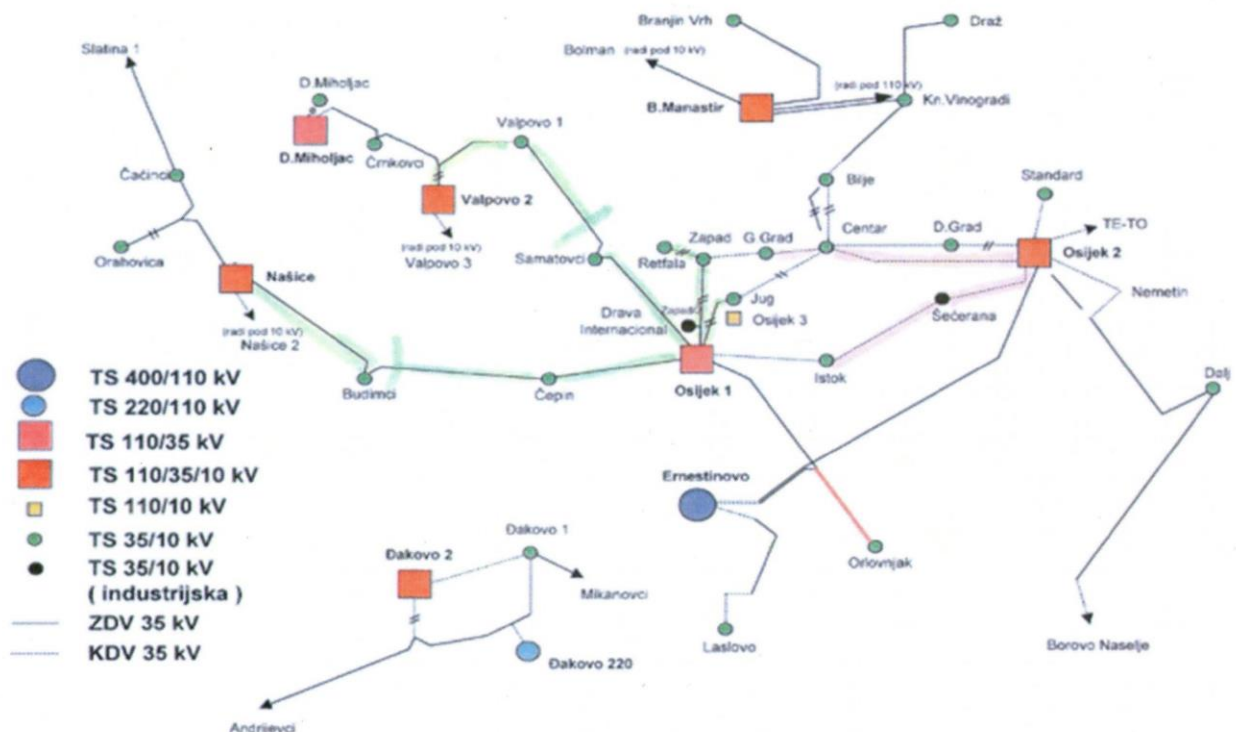 Branjin Vrh
Draž
Slatina 1
Bolman (radi pod 10 kV)
D.Miholjac
B.Manastir
(radi pod 110 kV)
Kn.Vinogradi
Valpovo 1
D.Miholjac
Črnkovci
Čačinci
Bilje
Standard
Valpovo 2
TE-TO
Zapad
G.Grad
Centar
D.Grad
(radi pod 10 kV)
Valpovo 3
Retfala
Osijek 2
Orahovica
Samatovci
Našice
Jug
Nemetin
Drava
Internacional
Zapad
Osijek 3
Šećerana
(radi pod 10 kV)
Našice 2
Budimci
Čepin
Osijek 1
Istok
Dalj
TS 400/110 kV
TS 220/110 kV
TS 110/35 kV
TS 110/35/10 kV
TS 110/10 kV
TS 35/10 kV
TS 35/10 kV
( industrijska )
ZDV 35 kV
KDV 35 kV
Ernestinovo
Đakovo 1
Đakovo 2
Orlovnjak
Mikanovci
Laslovo
Borovo Naselje
Đakovo 220
Andrijevci